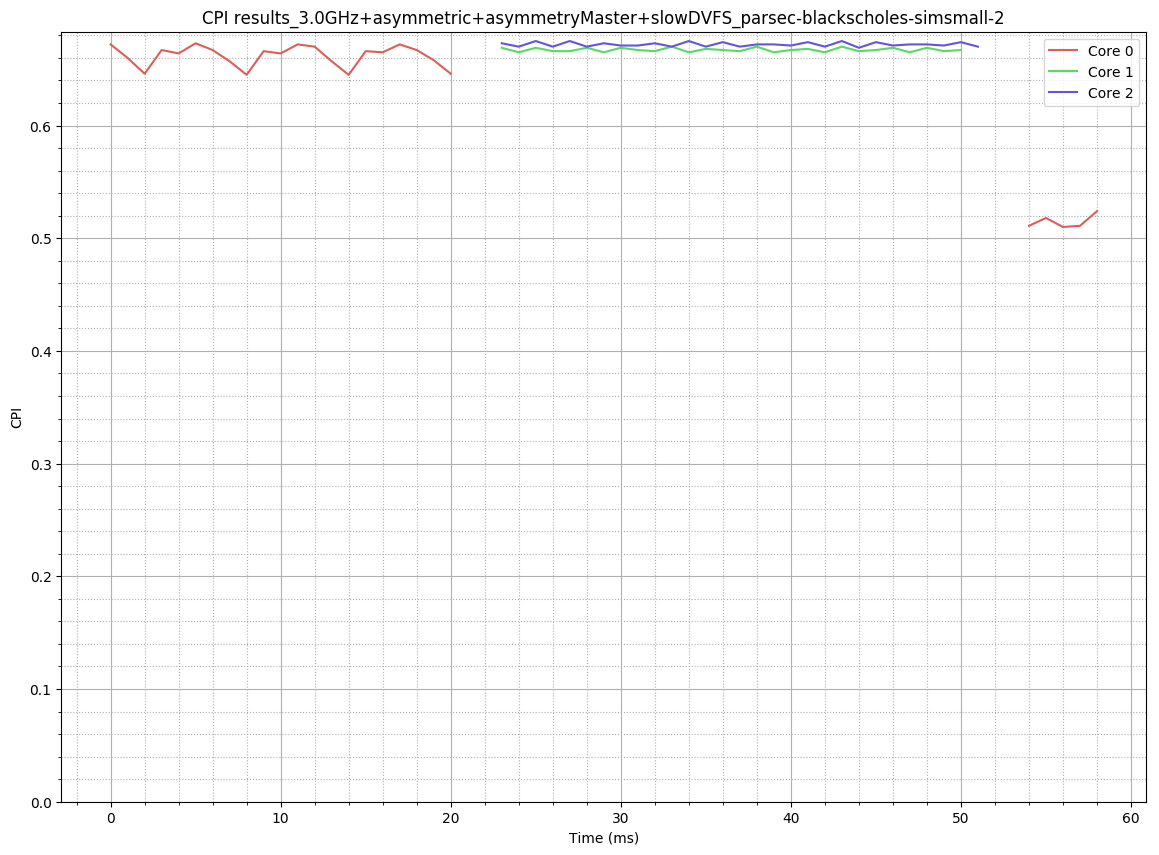 CPI results_3.0GHz+asymmetric+asymmetryMaster+slowDVFS_parsec-blackscholes-simsmall-2
Core 0
Core 1
Core 2
0.6
0.5
0.4
0.3
0.2
0.1
0.0
CPI
0 10 20 30 40 50 60
Time (ms)